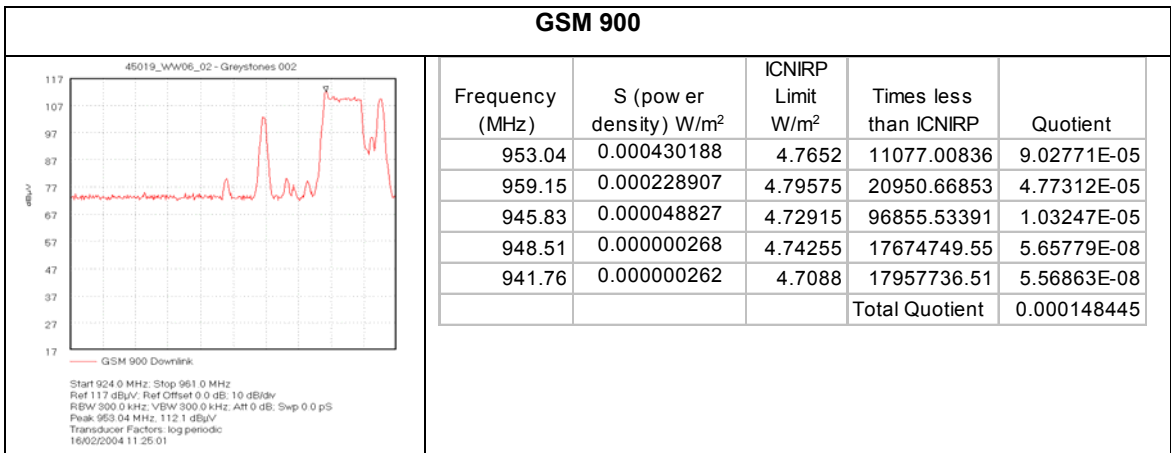 GSM 900
45019_WW06_02 - Greystones 002
117
107
97
87
77
67
57
47
37
27
17
dBµV
GSM 900 Downlink
Start 924.0 MHz; Stop 961.0 MHz
Ref 117 dBµV; Ref Offset 0.0 dB; 10 dB/div
RBW 300.0 kHz; VBW 300.0 kHz; Att 0 dB; Swp 0.0 pS
Peak 953.04 MHz, 112.1 dBµV
Transducer Factors: log periodic
16/02/2004 11:25:01
Frequency (MHz) S (pow er density) W/m² ICNIRP Limit W/m² Times less than ICNIRP Quotient
953.04 0.000430188 4.7652 11077.00836 9.02771E-05
959.15 0.000228907 4.79575 20950.66853 4.77312E-05
945.83 0.000048827 4.72915 96855.53391 1.03247E-05
948.51 0.000000268 4.74255 17674749.55 5.65779E-08
941.76 0.000000262 4.7088 17957736.51 5.56863E-08
Total Quotient 0.000148445